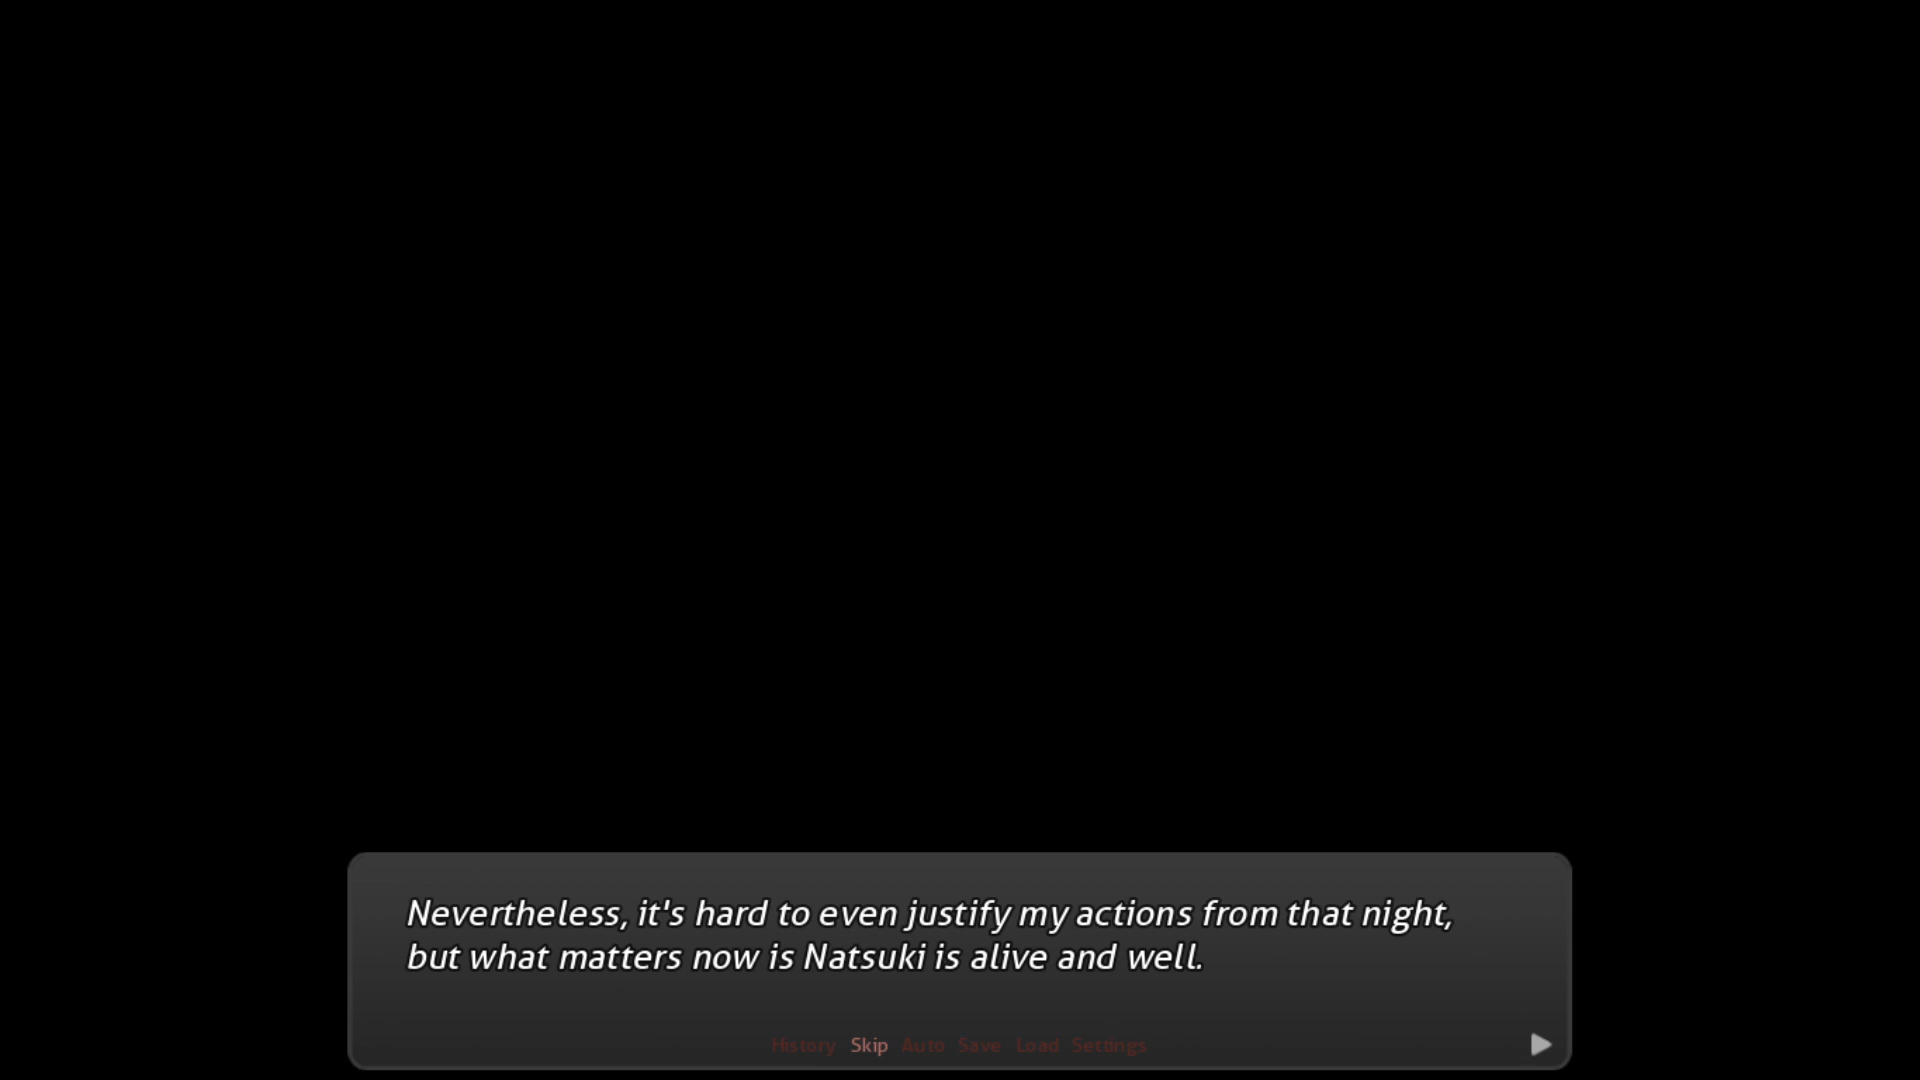 Nevertheless, it's hard to even justify my actions from that night,
but what matters now is Natsuki is alive and well.
History Skip Auto Save Load Settings